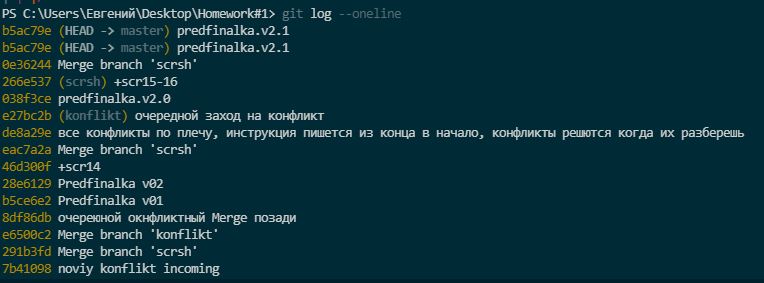 PS C:\Users\Евгений\Desktop\Homework#1> git log --oneline
b5ac79e (HEAD -> master) predfinalka.v2.1
b5ac79e (HEAD -> master) predfinalka.v2.1
0e36244 Merge branch 'scrsh'
266e537 (scrsh) +scr15-16
038f3ce predfinalka.v2.0
e27bc2b (konflikt) очередной заход на конфликт
de8a29e все конфликты по плечу, инструкция пишется из конца в начало, конфликты решются когда их разберешь
eac7a2a Merge branch 'scrsh'
46d300f +scr14
28e6129 Predfinalka v02
b5ce6e2 Predfinalka v01
8df86db очережной окнфликтный Merge позади
e6500c2 Merge branch 'konflikt'
291b3fd Merge branch 'scrsh'
7b41098 noviy konflikt incoming